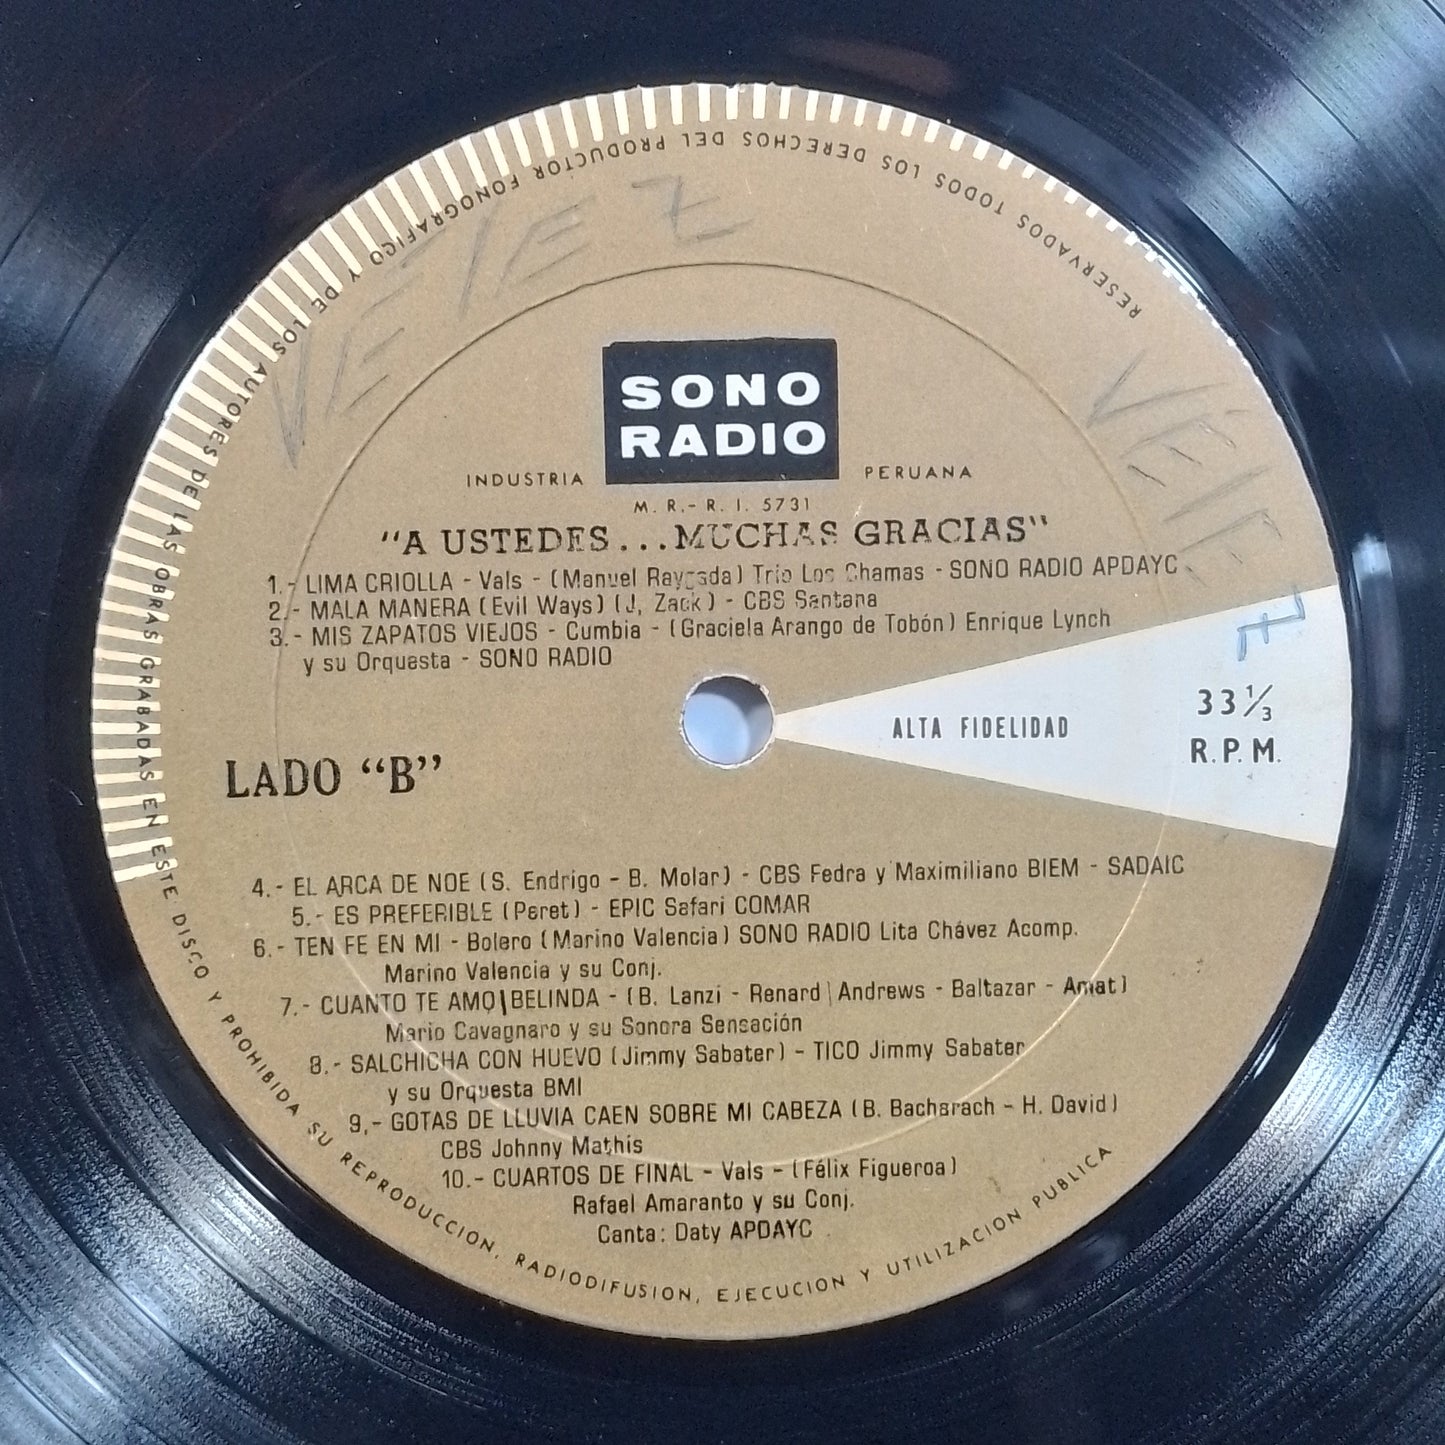 RESERVADOS TODOS LOS DERECHOS DEL PRODUCTOR FONOGRAFICO Y DE LOS AUTORES DE LAS OBRAS GRABADAS EN ESTE DISCO Y PROHIBIDA SU REPRODUCCION, RADIODIFUSION, EJECUCION Y UTILIZACION PUBLICA
SONO
RADIO
INDUSTRIA PERUANA
M. R.- R. I. 5731
"A USTEDES...MUCHAS GRACIAS"
1.- LIMA CRIOLLA - Vals - (Manuel Raygada) Trio Los Chamas - SONO RADIO APDAYC
2.- MALA MANERA (Evil Ways) (J, Zack) - CBS Santana
3.- MIS ZAPATOS VIEJOS - Cumbia - (Graciela Arango de Tobón) Enrique Lynch
y su Orquesta - SONO RADIO
ALTA FIDELIDAD
33 1/3
R.P.M.
LADO "B"
4.- EL ARCA DE NOE (S. Endrigo - B. Molar) - CBS Fedra y Maximiliano BIEM - SADAIC
5.- ES PREFERIBLE (Peret) - EPIC Safari COMAR
6.- TEN FE EN MI - Bolero (Marino Valencia) SONO RADIO Lita Chávez Acomp.
Marino Valencia y su Conj.
7.- CUANTO TE AMO\BELINDA - (B. Lanzi - Renard\Andrews - Baltazar - Amat)
Mario Cavagnaro y su Sonora Sensación
8.- SALCHICHA CON HUEVO (Jimmy Sabater) - TICO Jimmy Sabater
y su Orquesta BMI
9,- GOTAS DE LLUVIA CAEN SOBRE MI CABEZA (B. Bacharach - H. David)
CBS Johnny Mathis
10.- CUARTOS DE FINAL - Vals - (Félix Figueroa)
Rafael Amaranto y su Conj.
Canta: Daty APDAYC